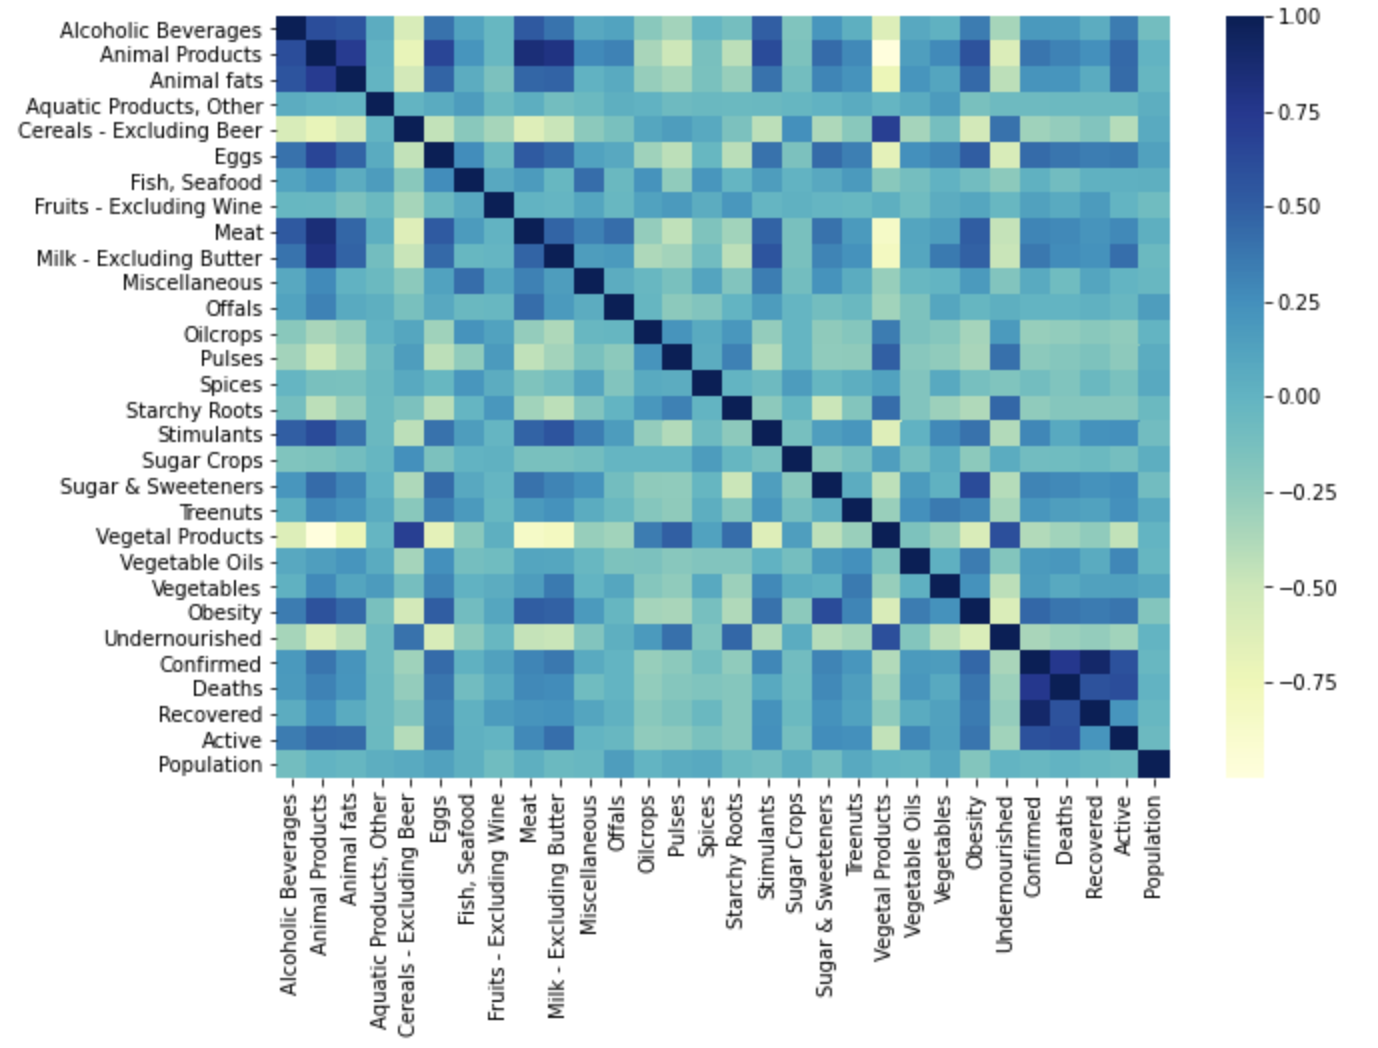 Alcoholic Beverages
Animal Products
Animal fats
Aquatic Products, Other
Cereals - Excluding Beer
Eggs
Fish, Seafood
Fruits - Excluding Wine
Meat
Milk - Excluding Butter
Miscellaneous
Offals
Oilcrops
Pulses
Spices
Starchy Roots
Stimulants
Sugar Crops
Sugar & Sweeteners
Treenuts
Vegetal Products
Vegetable Oils
Vegetables
Obesity
Undernourished
Confirmed
Deaths
Recovered
Active
Population
Alcoholic Beverages
Animal Products
Animal fats
Aquatic Products, Other
Cereals - Excluding Beer
Eggs
Fish, Seafood
Fruits - Excluding Wine
Meat
Milk - Excluding Butter
Miscellaneous
Offals
Oilcrops
Pulses
Spices
Starchy Roots
Stimulants
Sugar Crops
Sugar & Sweeteners
Treenuts
Vegetal Products
Vegetable Oils
Vegetables
Obesity
Undernourished
Confirmed
Deaths
Recovered
Active
Population
1.00
0.75
0.50
0.25
0.00
−0.25
−0.50
−0.75